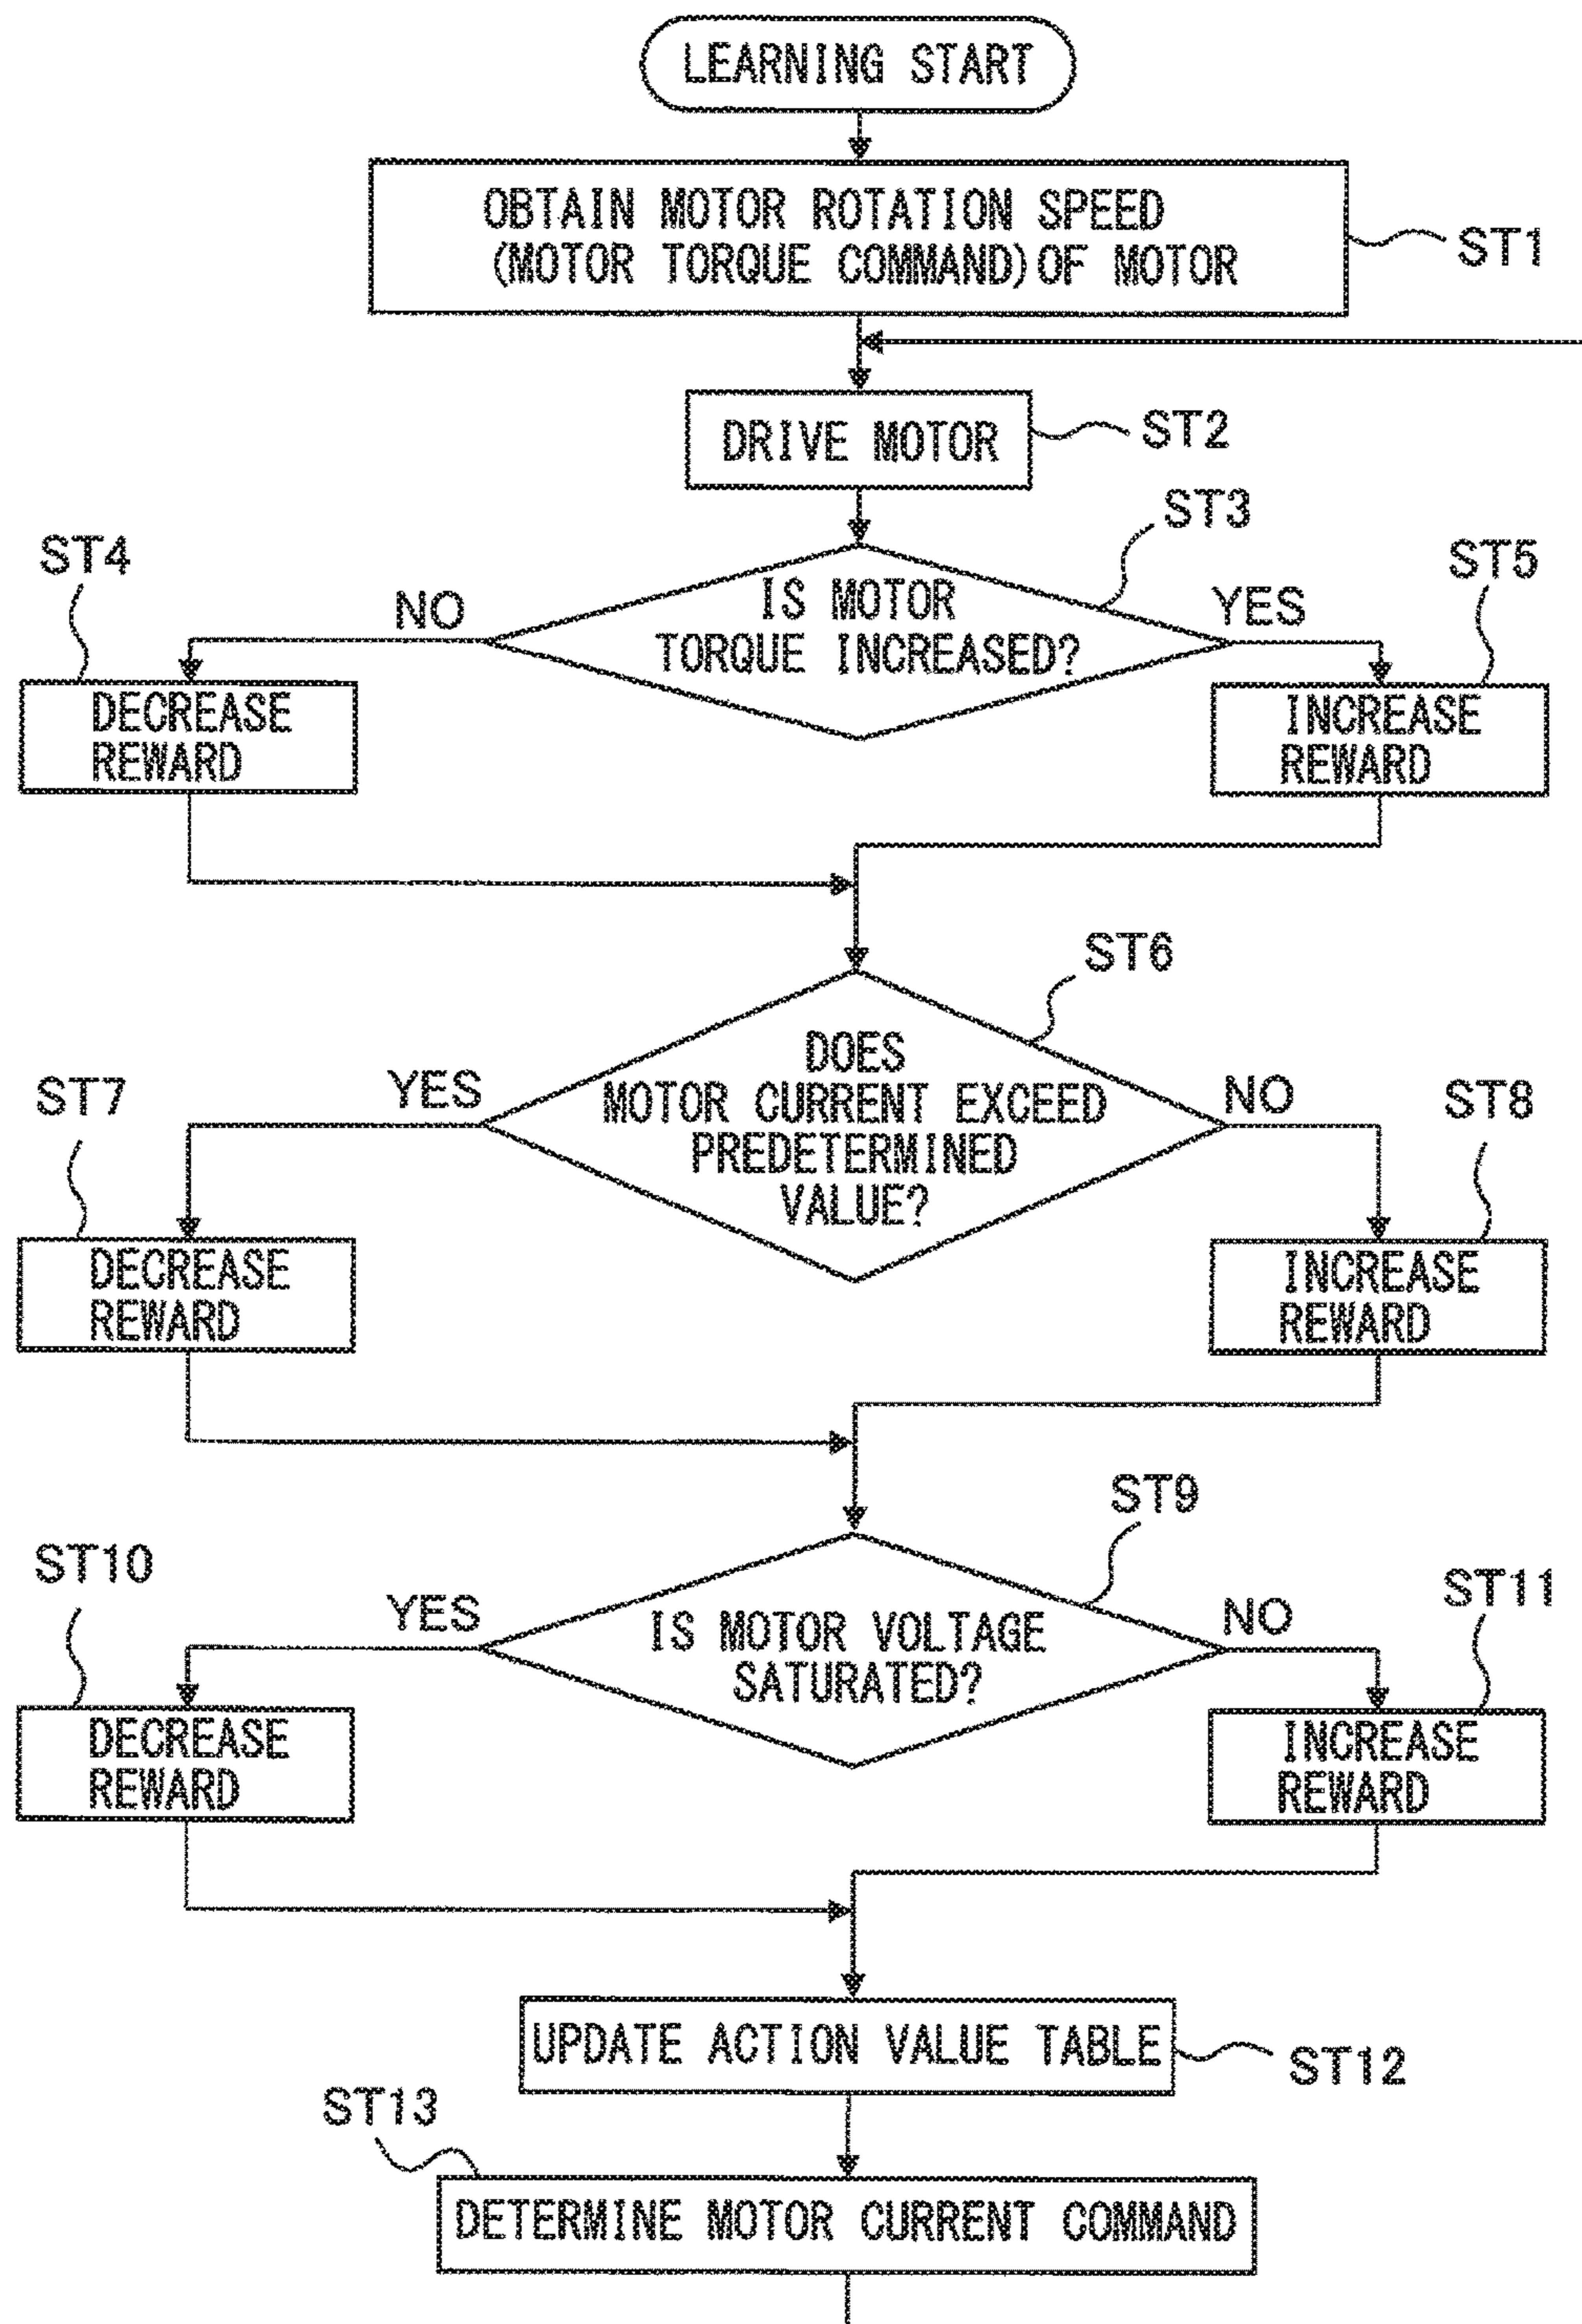 LEARNING START
OBTAIN MOTOR ROTATION SPEED
(MOTOR TORQUE COMMAND) OF MOTOR
ST1
DRIVE MOTOR
ST2
ST3
ST4
ST5
NO
IS MOTOR
TORQUE INCREASED?
YES
DECREASE
REWARD
INCREASE
REWARD
ST6
ST7
YES
DOES
MOTOR CURRENT EXCEED
PREDETERMINED
VALUE?
NO
ST8
DECREASE
REWARD
INCREASE
REWARD
ST9
ST10
YES
IS MOTOR VOLTAGE
SATURATED?
NO
ST11
DECREASE
REWARD
INCREASE
REWARD
UPDATE ACTION VALUE TABLE
ST12
ST13
DETERMINE MOTOR CURRENT COMMAND